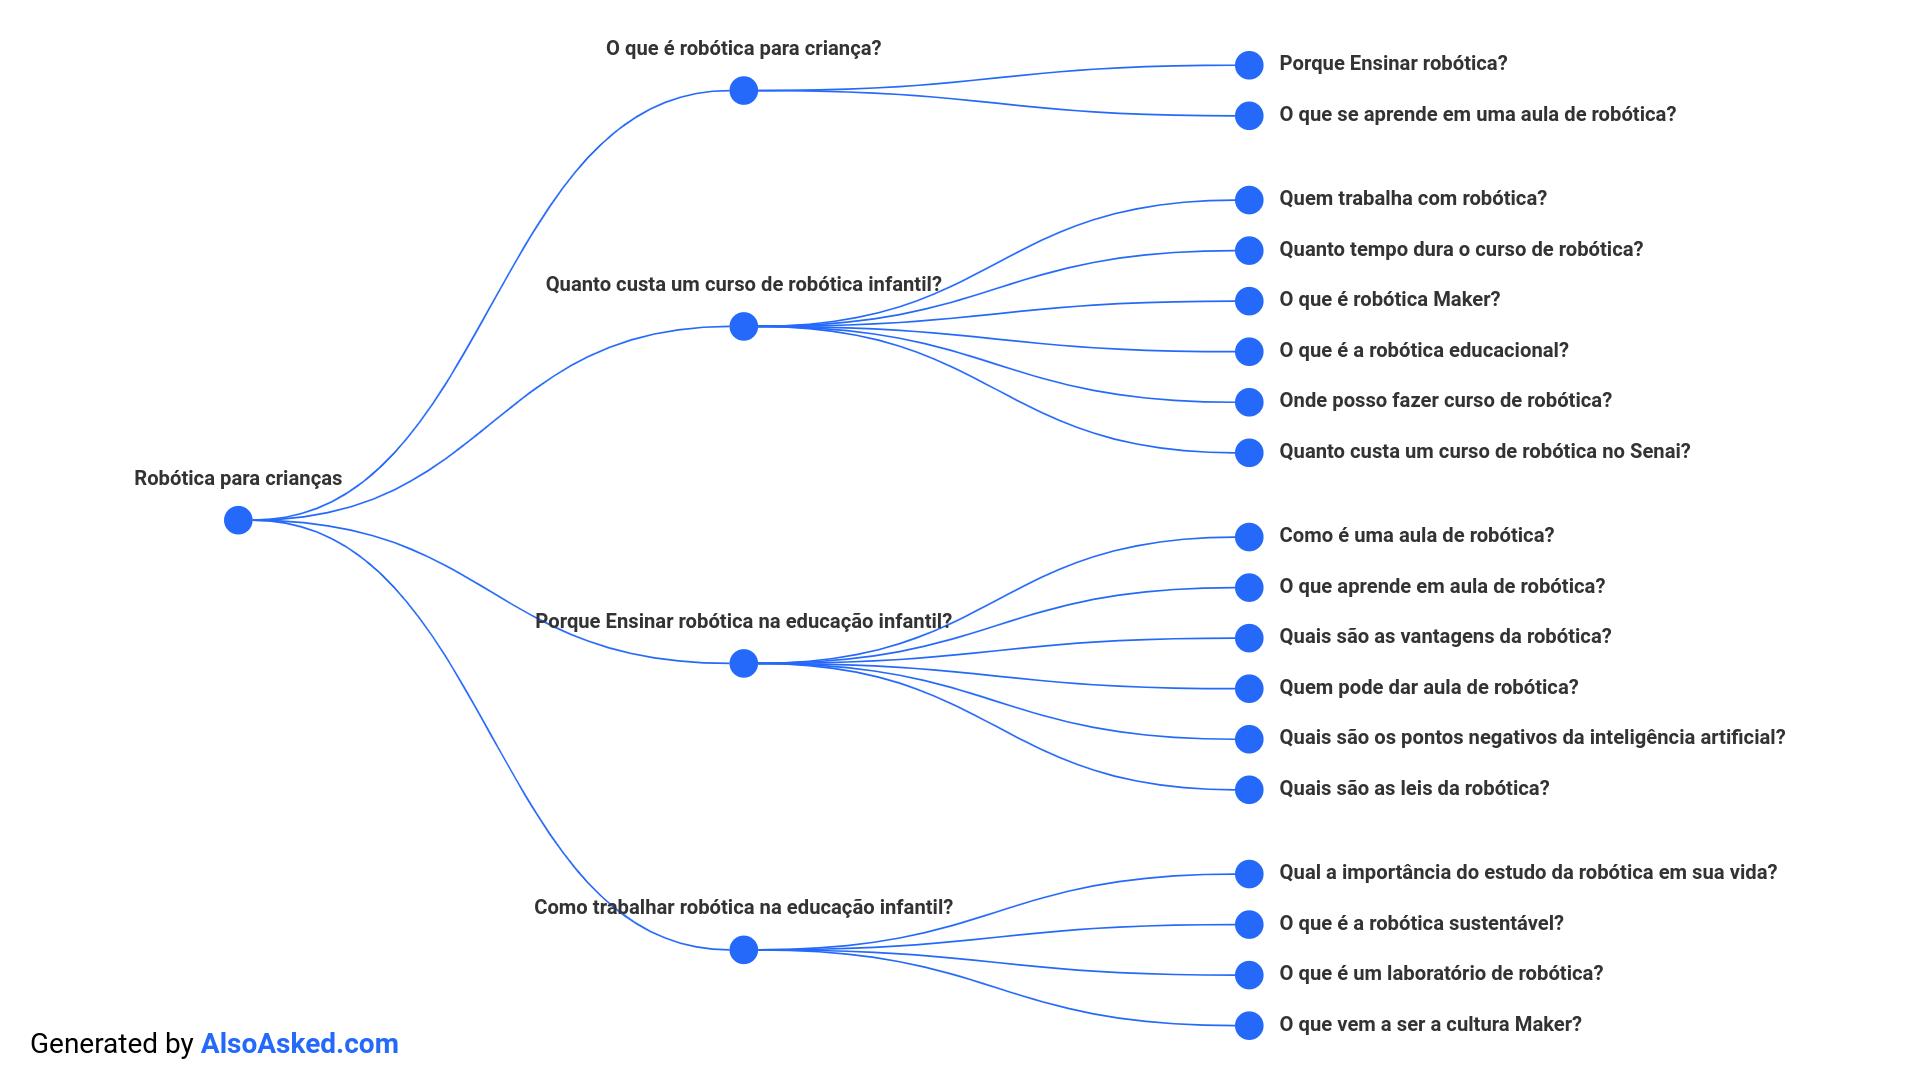 Robótica para crianças
O que é robótica para criança?
Porque Ensinar robótica?
O que se aprende em uma aula de robótica?
Quanto custa um curso de robótica infantil?
Quem trabalha com robótica?
Quanto tempo dura o curso de robótica?
O que é robótica Maker?
O que é a robótica educacional?
Onde posso fazer curso de robótica?
Quanto custa um curso de robótica no Senai?
Porque Ensinar robótica na educação infantil?
Como é uma aula de robótica?
O que aprende em aula de robótica?
Quais são as vantagens da robótica?
Quem pode dar aula de robótica?
Quais são os pontos negativos da inteligência artificial?
Quais são as leis da robótica?
Como trabalhar robótica na educação infantil?
Qual a importância do estudo da robótica em sua vida?
O que é a robótica sustentável?
O que é um laboratório de robótica?
O que vem a ser a cultura Maker?
Generated by AlsoAsked.com